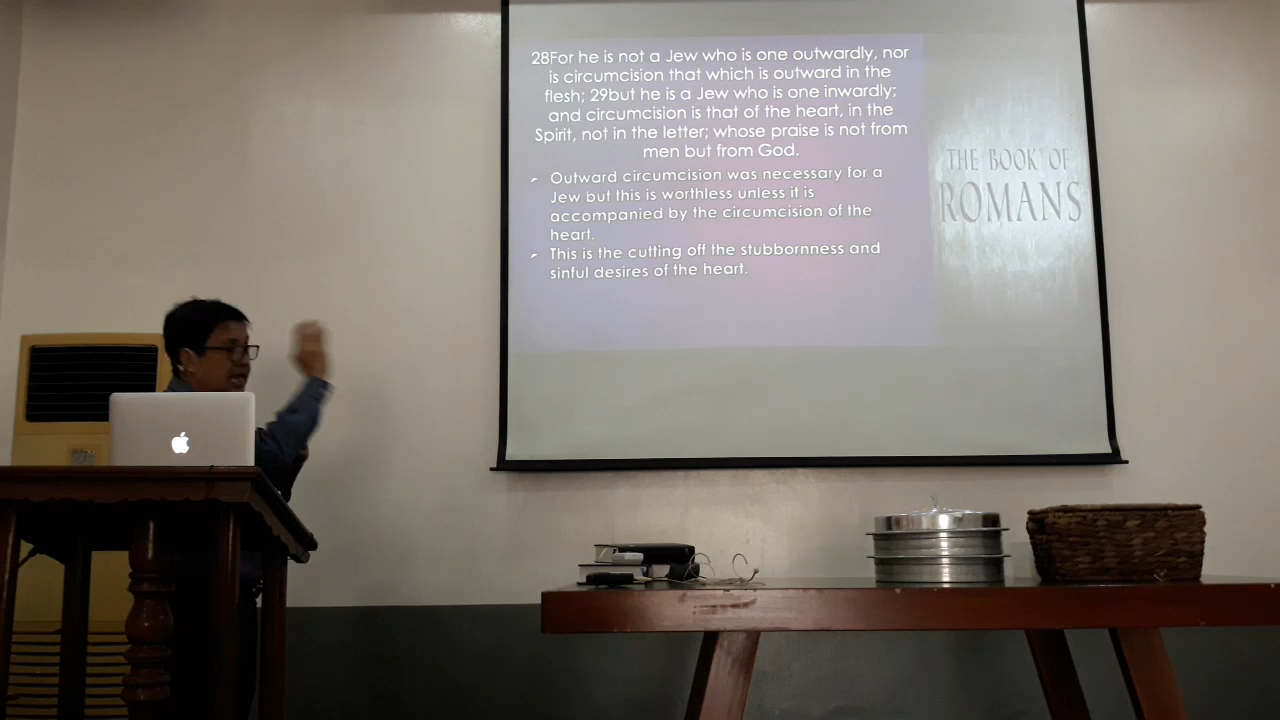 28For he is not a Jew who is one outwardly, nor
is circumcision that which is outward in the
flesh; 29but he is a Jew who is one inwardly;
and circumcision is that of the heart, in the
Spirit, not in the letter; whose praise is not from
men but from God.
Outward circumcision was necessary for a
Jew but this is worthless unless it is
accompanied by the circumcision of the
heart.
This is the cutting off the stubbornness and
sinful desires of the heart.
THE BOOK OF
ROMANS